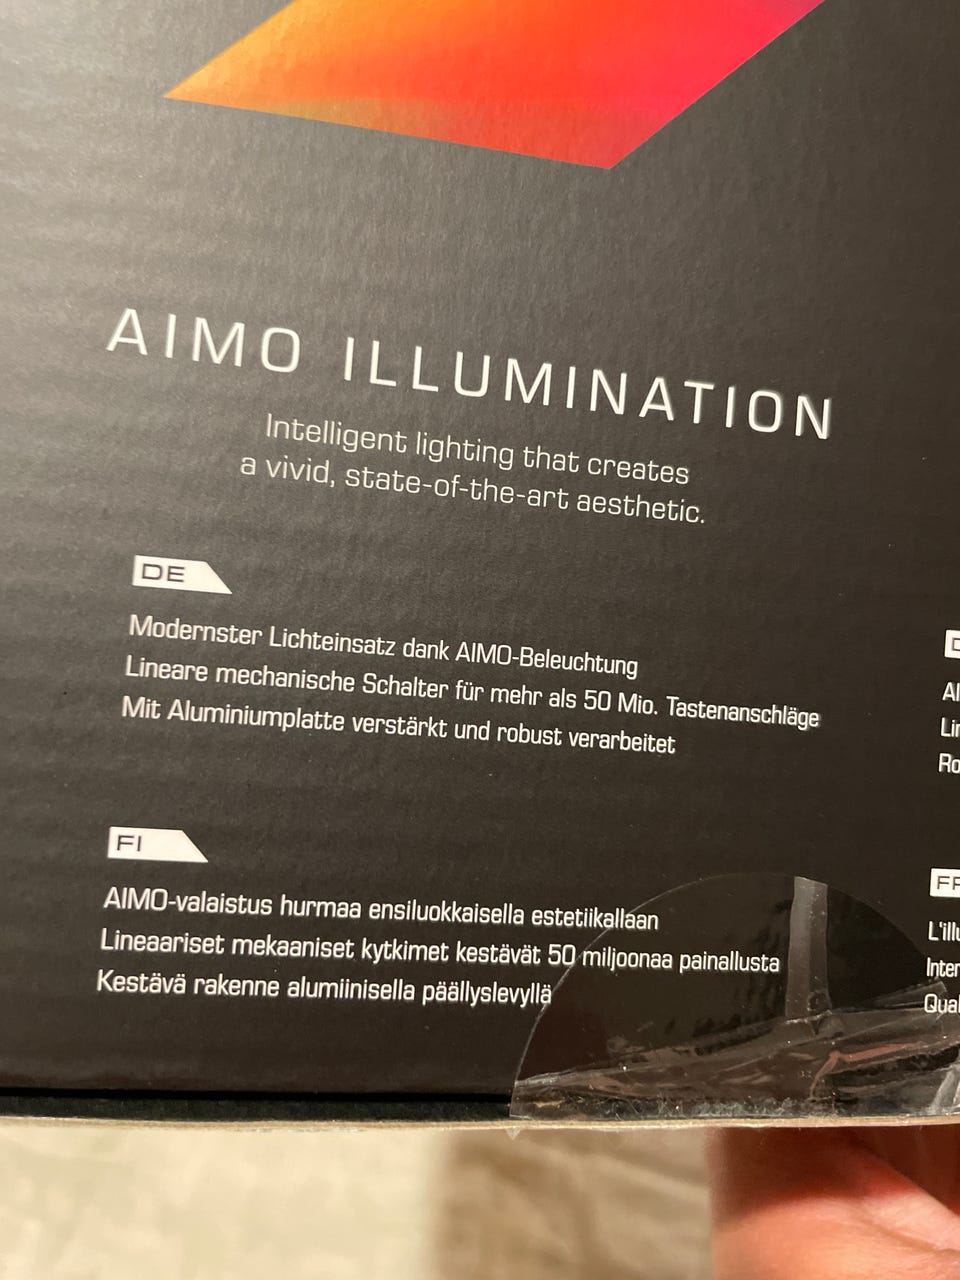 AIMO ILLUMINATION
Intelligent lighting that creates
a vivid, state-of-the-art aesthetic.
DE
Modernster Lichteinsatz dank AIMO-Beleuchtung
Lineare mechanische Schalter für mehr als 50 Mio. Tastenanschläge
Mit Aluminiumplatte verstärkt und robust verarbeitet
FI
AIMO-valaistus hurmaa ensiluokkaisella estetiikallaan
Lineaariset mekaaniset kytkimet kestävät 50 miljoonaa painallusta
Kestävä rakenne alumiinisella päällyslevyllä